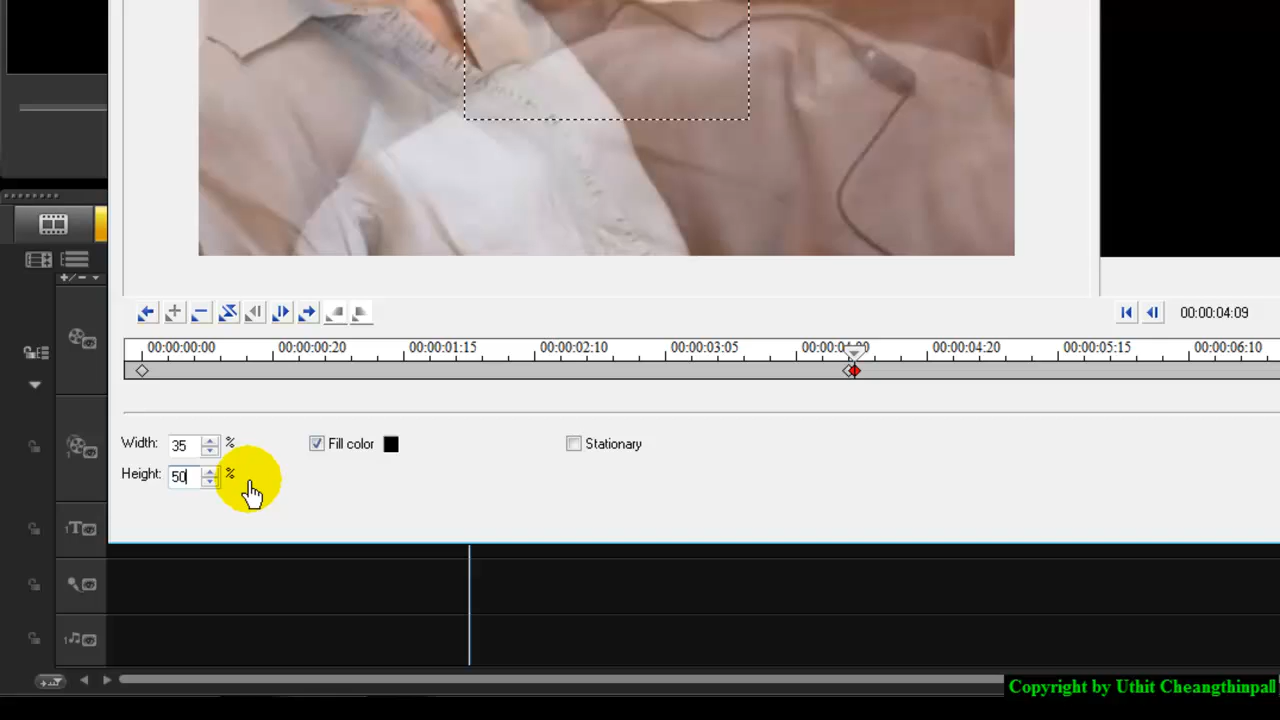 00:00:04:09
00:00:00:00 00:00:00:20 00:00:01:15 00:00:02:10 00:00:03:05 00:00:04:20 00:00:05:15 00:00:06:10
Width: 35 % Fill color Stationary
Height: 50 %
1T
Copyright by Uthit Cheangthinpall